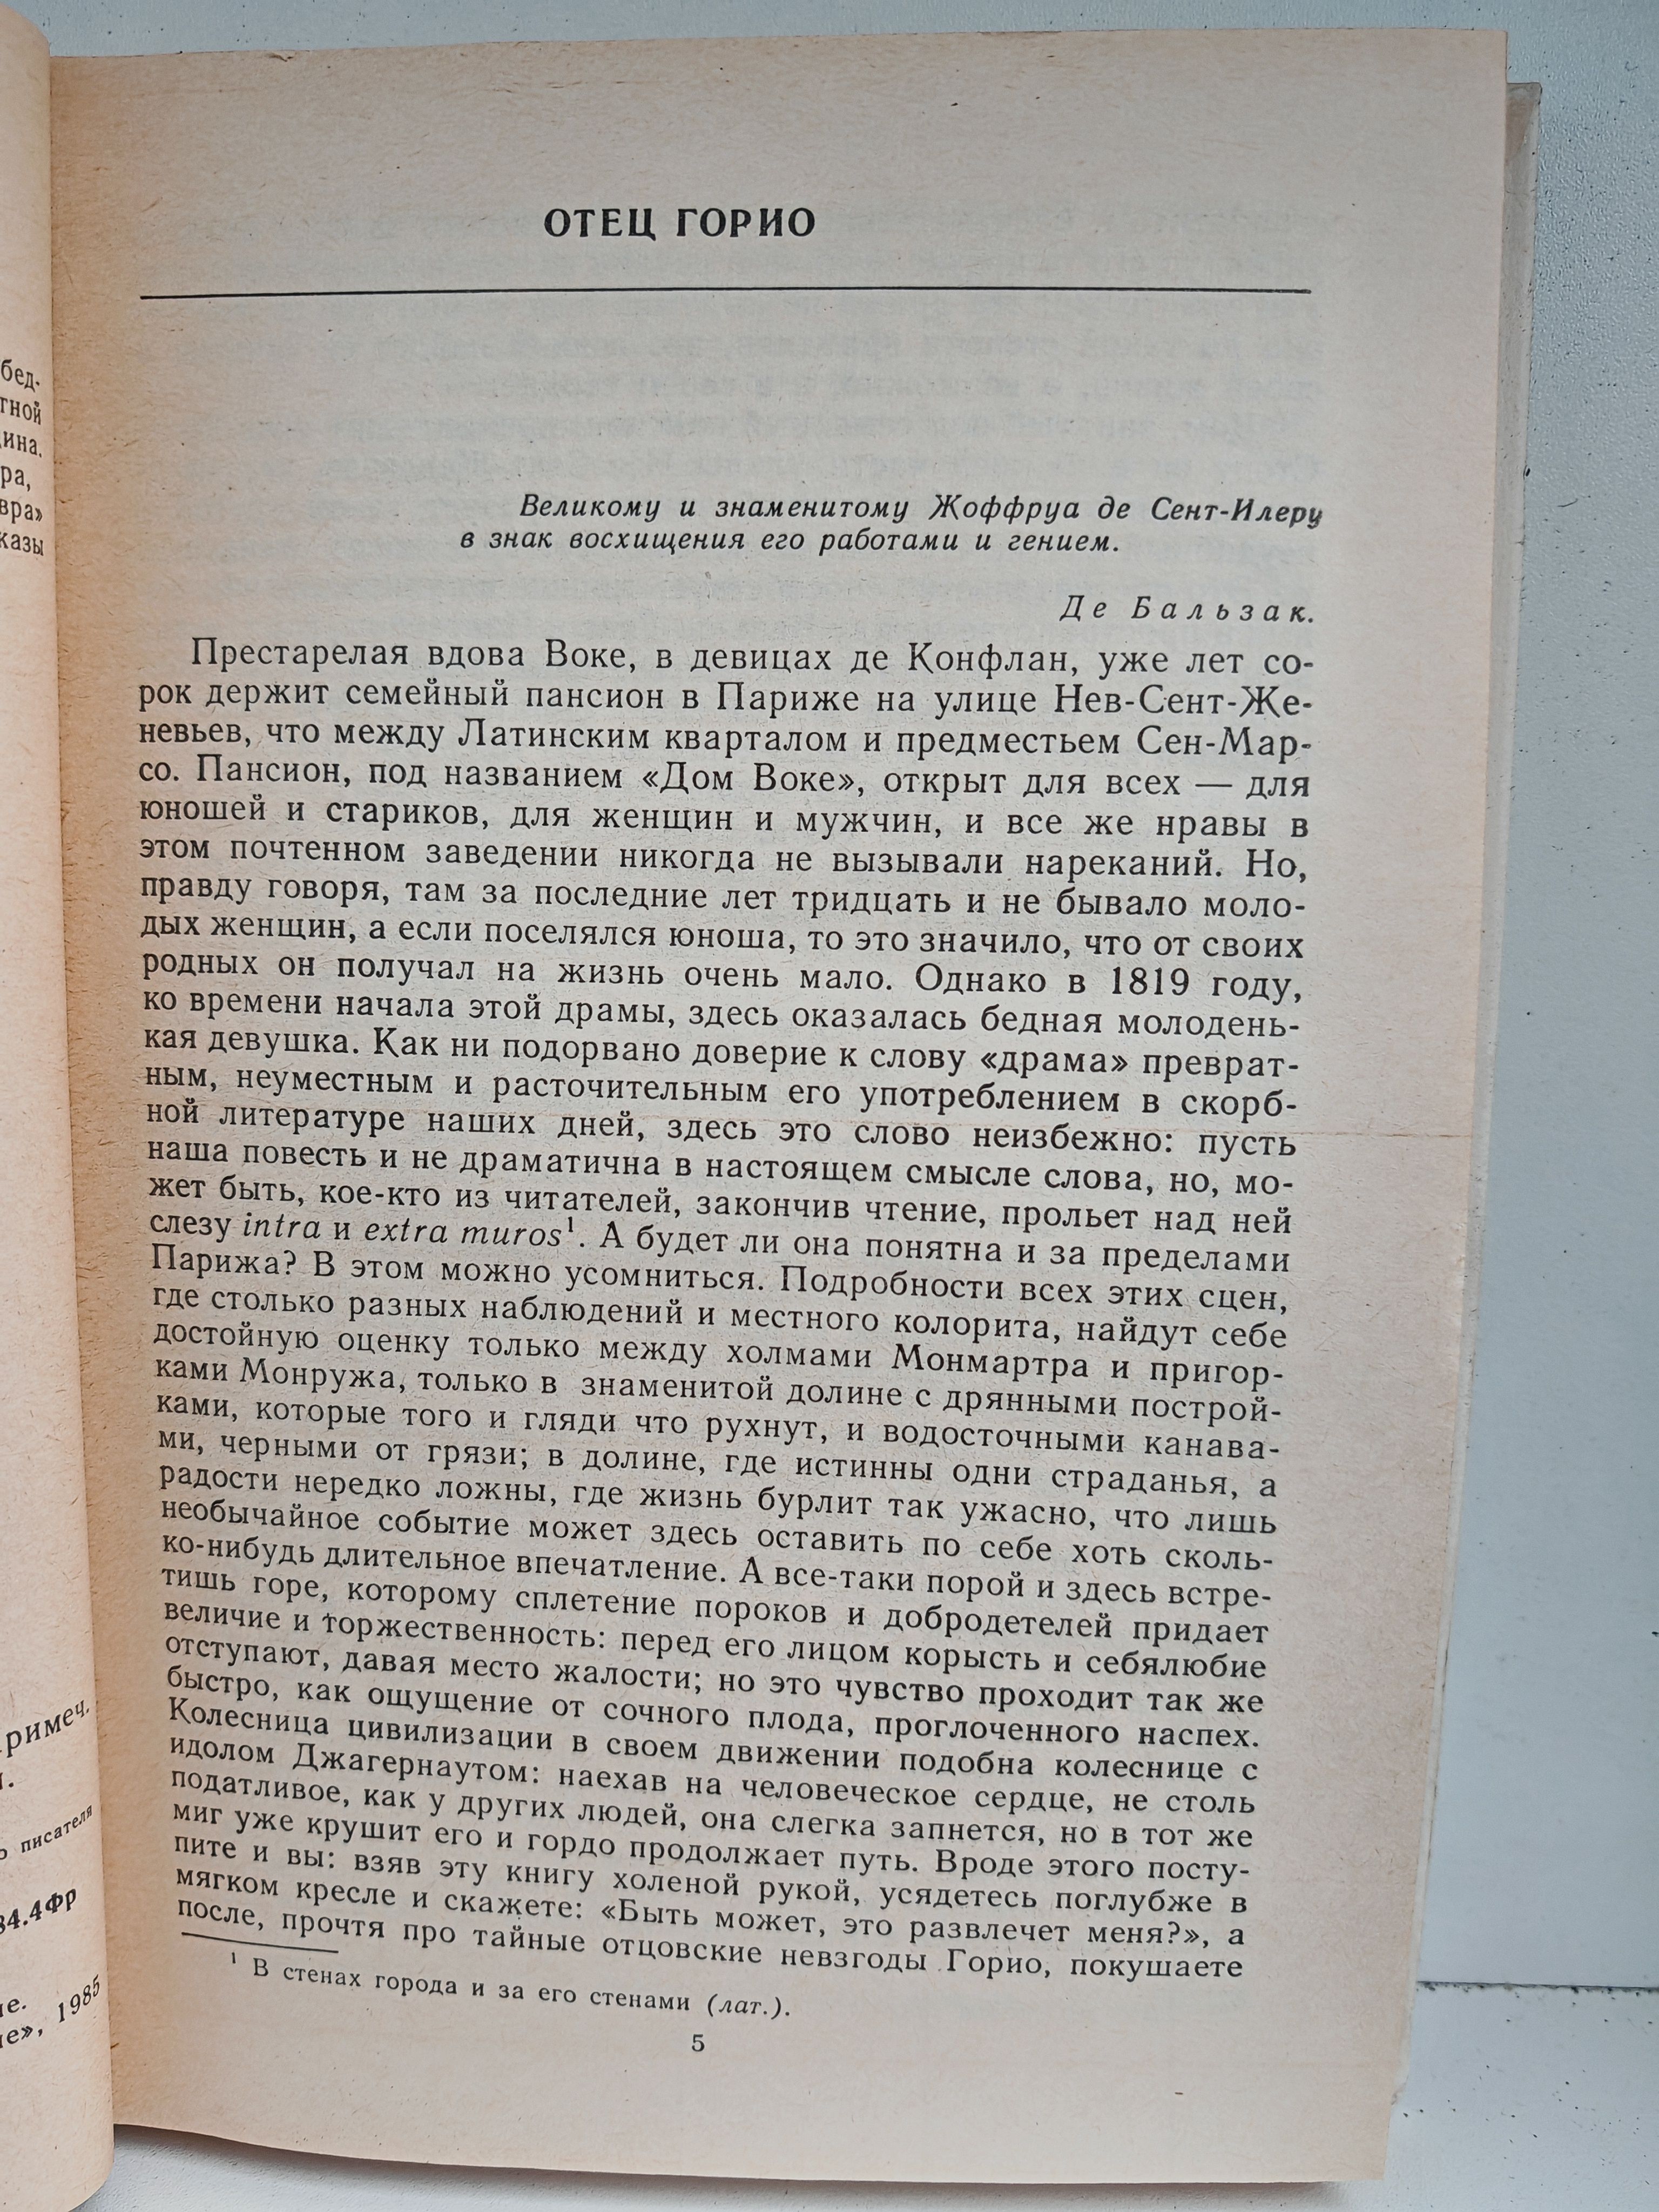 бед-
тной
ина.
ра,
вра»
казы
римеч.
писателя
84.4Фр
1985
ОТЕЦ ГОРИО
Великому и знаменитому Жоффруа де Сент-Илеру
в знак восхищения его работами и гением.
Де Бальзак.
Престарелая вдова Воке, в девицах де Конфлан, уже лет со-
рок держит семейный пансион в Париже на улице Нев-Сент-Же-
невьев, что между Латинским кварталом и предместьем Сен-Мар-
со. Пансион, под названием «Дом Воке», открыт для всех — для
юношей и стариков, для женщин и мужчин, и все же нравы в
этом почтенном заведении никогда не вызывали нареканий. Но,
правду говоря, там за последние лет тридцать и не бывало моло-
дых женщин, а если поселялся юноша, то это значило, что от своих
родных он получал на жизнь очень мало. Однако в 1819 году,
ко времени начала этой драмы, здесь оказалась бедная молодень-
кая девушка. Как ни подорвано доверие к слову «драма» преврат-
ным, неуместным и расточительным его употреблением в скорб-
ной литературе наших дней, здесь это слово неизбежно: пусть
наша повесть и не драматична в настоящем смысле слова, но, мо-
жет быть, кое-кто из читателей, закончив чтение, прольет над ней
слезу intra и extra muros¹. А будет ли она понятна и за пределами
Парижа? В этом можно усомниться. Подробности всех этих сцен,
где столько разных наблюдений и местного колорита, найдут себе
достойную оценку только между холмами Монмартра и пригор-
ками Монружа, только в знаменитой долине с дрянными построй-
ками, которые того и гляди что рухнут, и водосточными канава-
ми, черными от грязи; в долине, где истинны одни страданья, а
радости нередко ложны, где жизнь бурлит так ужасно, что лишь
необычайное событие может здесь оставить по себе хоть сколь-
ко-нибудь длительное впечатление. А все-таки порой и здесь встре-
тишь горе, которому сплетение пороков и добродетелей придает
величие и торжественность: перед его лицом корысть и себялюбие
отступают, давая место жалости; но это чувство проходит так же
быстро, как ощущение от сочного плода, проглоченного наспех.
Колесница цивилизации в своем движении подобна колеснице с
идолом Джагернаутом: наехав на человеческое сердце, не столь
податливое, как у других людей, она слегка запнется, но в тот же
миг уже крушит его и гордо продолжает путь. Вроде этого посту-
пите и вы: взяв эту книгу холеной рукой, усядетесь поглубже в
мягком кресле и скажете: «Быть может, это развлечет меня?», а
после, прочтя про тайные отцовские невзгоды Горио, покушаете
¹ В стенах города и за его стенами (лат.).
5